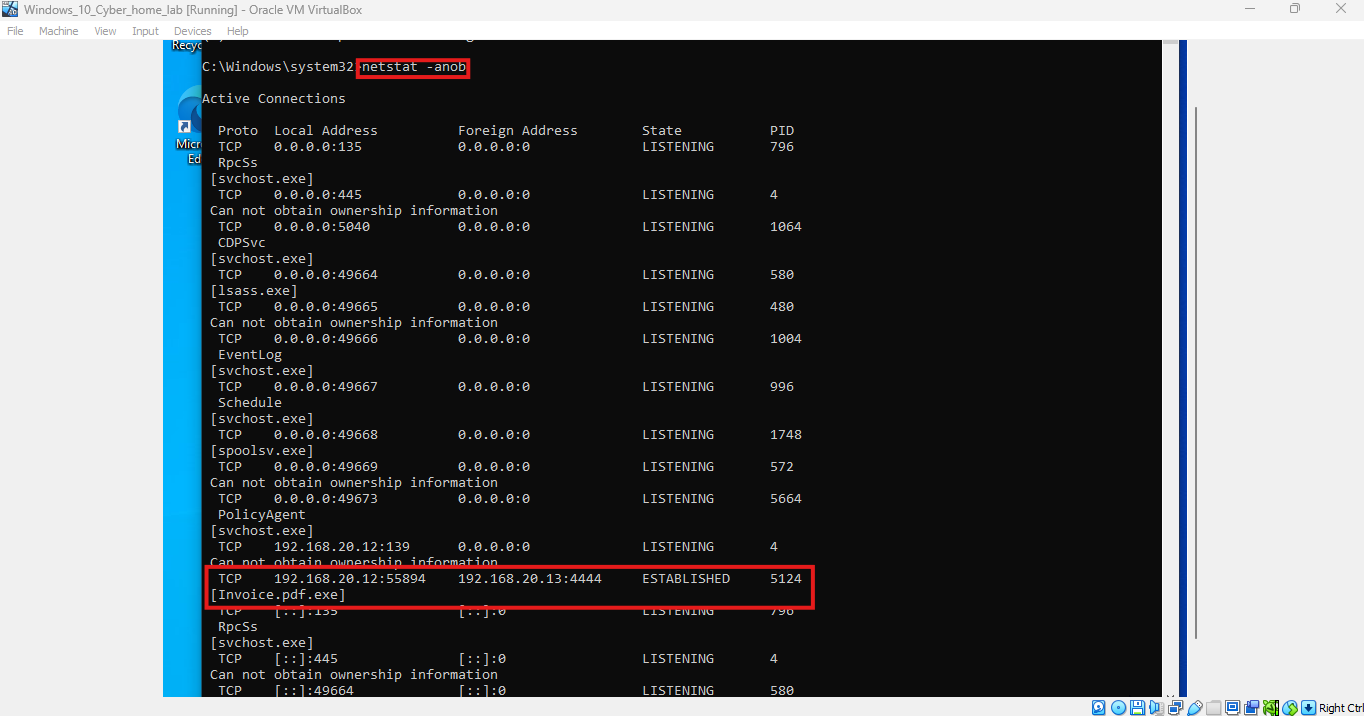 Windows_10_Cyber_home_lab [Running] - Oracle VM VirtualBox
File Machine View Input Devices Help
Recyc
C:\Windows\system32>netstat -anob
Active Connections
Micr
Ed
Proto Local Address Foreign Address State PID
TCP 0.0.0.0:135 0.0.0.0:0 LISTENING 796
RpcSs
[svchost.exe]
TCP 0.0.0.0:445 0.0.0.0:0 LISTENING 4
Can not obtain ownership information
TCP 0.0.0.0:5040 0.0.0.0:0 LISTENING 1064
CDPSvc
[svchost.exe]
TCP 0.0.0.0:49664 0.0.0.0:0 LISTENING 580
[lsass.exe]
TCP 0.0.0.0:49665 0.0.0.0:0 LISTENING 480
Can not obtain ownership information
TCP 0.0.0.0:49666 0.0.0.0:0 LISTENING 1004
EventLog
[svchost.exe]
TCP 0.0.0.0:49667 0.0.0.0:0 LISTENING 996
Schedule
[svchost.exe]
TCP 0.0.0.0:49668 0.0.0.0:0 LISTENING 1748
[spoolsv.exe]
TCP 0.0.0.0:49669 0.0.0.0:0 LISTENING 572
Can not obtain ownership information
TCP 0.0.0.0:49673 0.0.0.0:0 LISTENING 5664
PolicyAgent
[svchost.exe]
TCP 192.168.20.12:139 0.0.0.0:0 LISTENING 4
Can not obtain ownership information
TCP 192.168.20.12:55894 192.168.20.13:4444 ESTABLISHED 5124
[Invoice.pdf.exe]
TCP [::]:135 [::]:0 LISTENING 796
RpcSs
[svchost.exe]
TCP [::]:445 [::]:0 LISTENING 4
Can not obtain ownership information
TCP [::]:49664 [::]:0 LISTENING 580
Right Ctrl